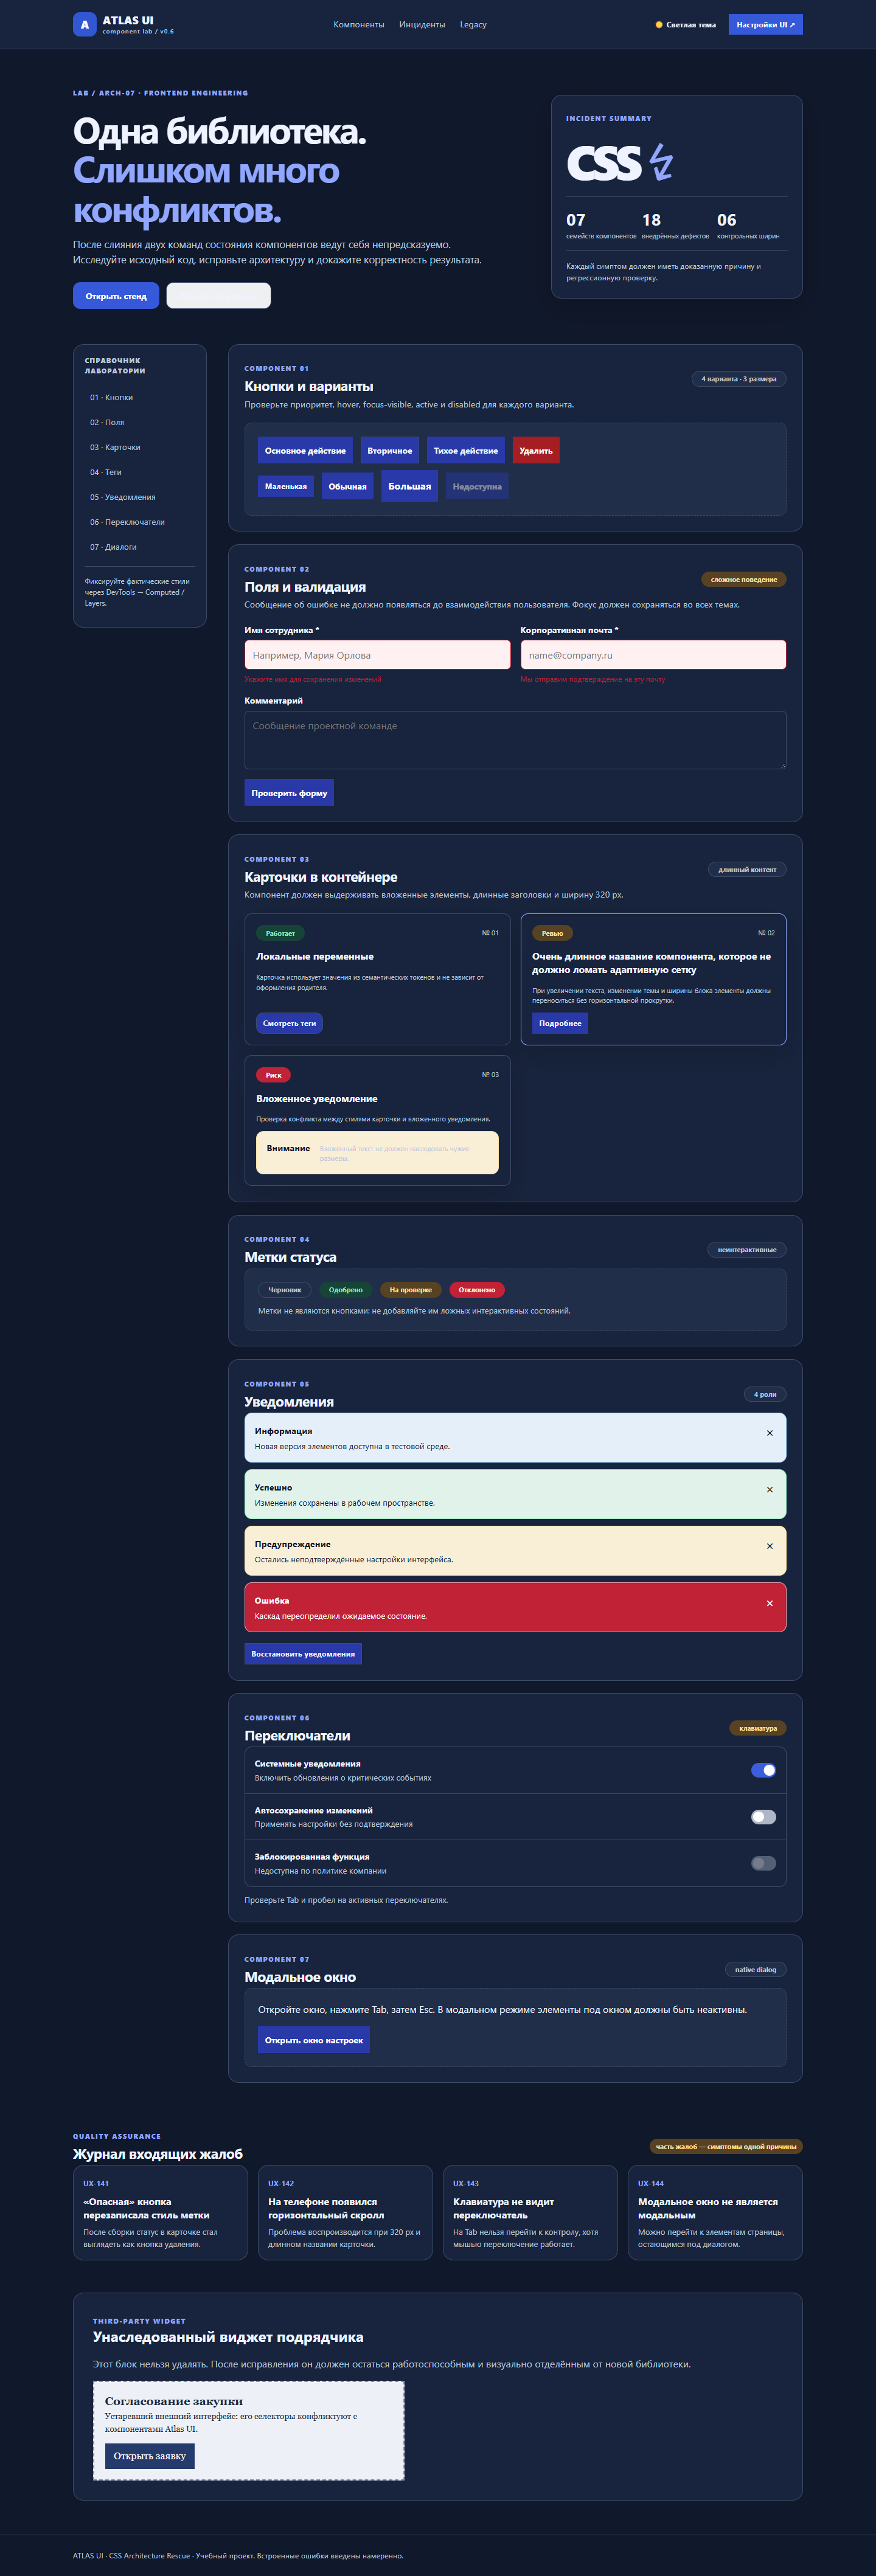 A
ATLAS UI
component lab / v0.6
Компоненты
Инциденты
Legacy
Светлая тема
Настройки UI ↗
LAB / ARCH-07 · FRONTEND ENGINEERING
Одна библиотека.
Слишком много
конфликтов.
После слияния двух команд состояния компонентов ведут себя непредсказуемо.
Исследуйте исходный код, исправьте архитектуру и докажите корректность результата.
Открыть стенд
INCIDENT SUMMARY
CSS
07
18
06
семейств компонентов
внедрённых дефектов
контрольных ширин
Каждый симптом должен иметь доказанную причину и
регрессионную проверку.
СПРАВОЧНИК
ЛАБОРАТОРИИ
01 · Кнопки
02 · Поля
03 · Карточки
04 · Теги
05 · Уведомления
06 · Переключатели
07 · Диалоги
Фиксируйте фактические стили
через DevTools → Computed /
Layers.
COMPONENT 01
Кнопки и варианты
4 варианта · 3 размера
Проверьте приоритет, hover, focus-visible, active и disabled для каждого варианта.
Основное действие
Вторичное
Тихое действие
Удалить
Маленькая
Обычная
Большая
Недоступна
COMPONENT 02
Поля и валидация
сложное поведение
Сообщение об ошибке не должно появляться до взаимодействия пользователя. Фокус должен сохраняться во всех темах.
Имя сотрудника *
Корпоративная почта *
Например, Мария Орлова
name@company.ru
Укажите имя для сохранения изменений
Мы отправим подтверждение на эту почту
Комментарий
Сообщение проектной команде
Проверить форму
COMPONENT 03
Карточки в контейнере
длинный контент
Компонент должен выдерживать вложенные элементы, длинные заголовки и ширину 320 px.
Работает
№ 01
Локальные переменные
Карточка использует значения из семантических токенов и не зависит от
оформления родителя.
Смотреть теги
Ревью
№ 02
Очень длинное название компонента, которое не
должно ломать адаптивную сетку
При увеличении текста, изменении темы и ширины блока элементы должны
переноситься без горизонтальной прокрутки.
Подробнее
Риск
№ 03
Вложенное уведомление
Проверка конфликта между стилями карточки и вложенного уведомления.
Внимание
Вложенный текст не должен наследовать чужие
размеры.
COMPONENT 04
Метки статуса
неинтерактивные
Черновик
Одобрено
На проверке
Отклонено
Метки не являются кнопками: не добавляйте им ложных интерактивных состояний.
COMPONENT 05
Уведомления
4 роли
Информация
Новая версия элементов доступна в тестовой среде.
×
Успешно
Изменения сохранены в рабочем пространстве.
×
Предупреждение
Остались неподтверждённые настройки интерфейса.
×
Ошибка
Каскад переопределил ожидаемое состояние.
×
Восстановить уведомления
COMPONENT 06
Переключатели
клавиатура
Системные уведомления
Включить обновления о критических событиях
Автосохранение изменений
Применять настройки без подтверждения
Заблокированная функция
Недоступна по политике компании
Проверьте Tab и пробел на активных переключателях.
COMPONENT 07
Модальное окно
native dialog
Откройте окно, нажмите Tab, затем Esc. В модальном режиме элементы под окном должны быть неактивны.
Открыть окно настроек
QUALITY ASSURANCE
Журнал входящих жалоб
часть жалоб — симптомы одной причины
UX-141
«Опасная» кнопка
перезаписала стиль метки
После сборки статус в карточке стал
выглядеть как кнопка удаления.
UX-142
На телефоне появился
горизонтальный скролл
Проблема воспроизводится при 320 px и
длинном названии карточки.
UX-143
Клавиатура не видит
переключатель
На Tab нельзя перейти к контролу, хотя
мышью переключение работает.
UX-144
Модальное окно не является
модальным
Можно перейти к элементам страницы,
остающимся под диалогом.
THIRD-PARTY WIDGET
Унаследованный виджет подрядчика
Этот блок нельзя удалять. После исправления он должен остаться работоспособным и визуально отделённым от новой библиотеки.
Согласование закупки
Устаревший внешний интерфейс: его селекторы конфликтуют с
компонентами Atlas UI.
Открыть заявку
ATLAS UI · CSS Architecture Rescue · Учебный проект. Встроенные ошибки введены намеренно.